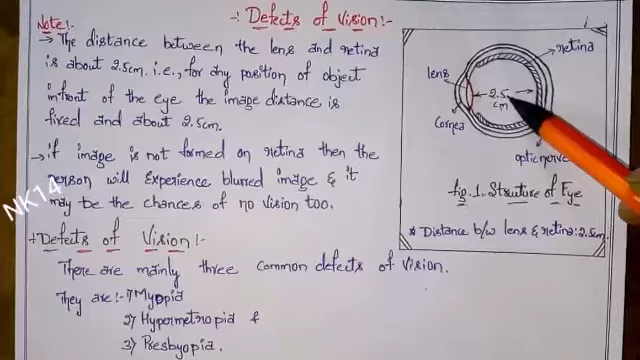 -: Defects of Vision :-
Note:-
→ The distance between the lens and retina
is about 2.5cm. i.e., for any position of object
infront of the eye the image distance is
fixed and about 2.5cm.
→ if image is not formed on retina then the
person will Experience blurred image & it
may be the chances of no vision too.
NK14
+Defects of Vision:-
There are mainly three common defects of Vision.
They are:- 1) Myopia
2) Hypermetropia &
3) Presbyopia.
retina
lens
2.5
cm
Cornea
optic nerve
fig. 1. Struture of Eye
* Distance b/w lens & retina: 2.5cm.